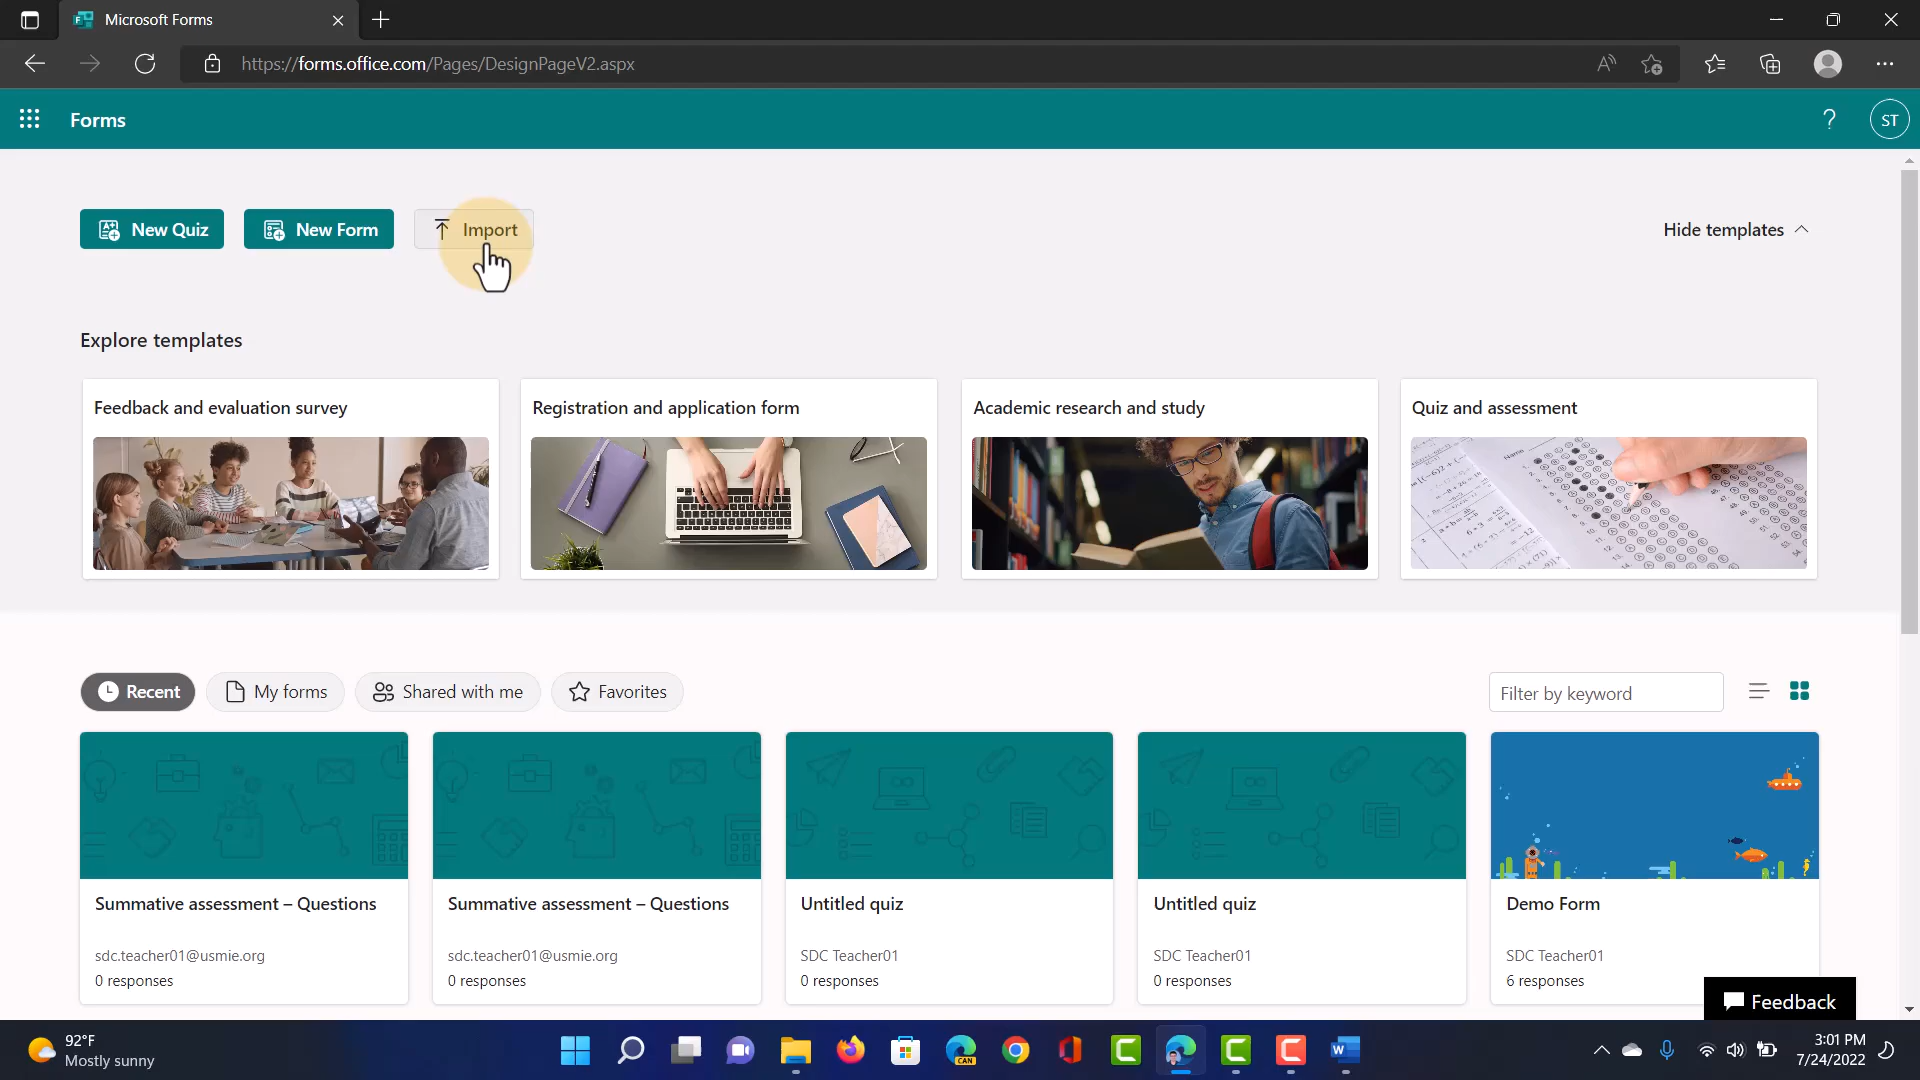 Microsoft Forms
https://forms.office.com/Pages/DesignPageV2.aspx
Forms
?
ST
New Quiz
New Form
Import
Hide templates
Explore templates
Feedback and evaluation survey
Registration and application form
Academic research and study
Quiz and assessment
Recent
My forms
Shared with me
Favorites
Filter by keyword
Summative assessment – Questions
sdc.teacher01@usmie.org
0 responses
Summative assessment – Questions
sdc.teacher01@usmie.org
0 responses
Untitled quiz
SDC Teacher01
0 responses
Untitled quiz
SDC Teacher01
0 responses
Demo Form
SDC Teacher01
6 responses
Feedback
92°F
Mostly sunny
CAN
3:01 PM
7/24/2022